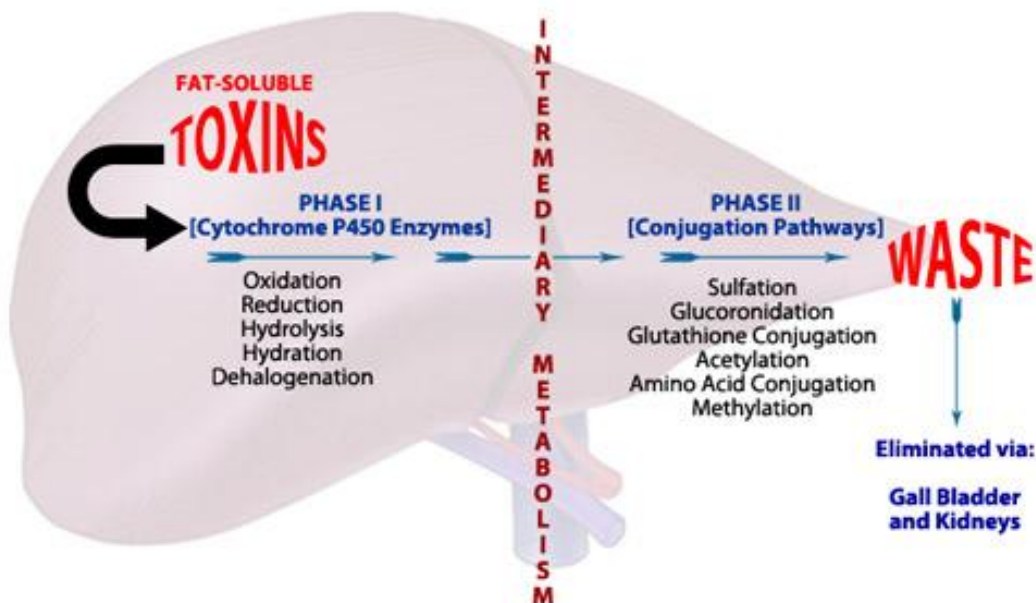 FAT-SOLUBLE
TOXINS
PHASE I
[Cytochrome P450 Enzymes]
Oxidation
Reduction
Hydrolysis
Hydration
Dehalogenation
INTERMEDIARY METABOLISM
PHASE II
[Conjugation Pathways]
Sulfation
Glucoronidation
Glutathione Conjugation
Acetylation
Amino Acid Conjugation
Methylation
WASTE
Eliminated via:
Gall Bladder
and Kidneys